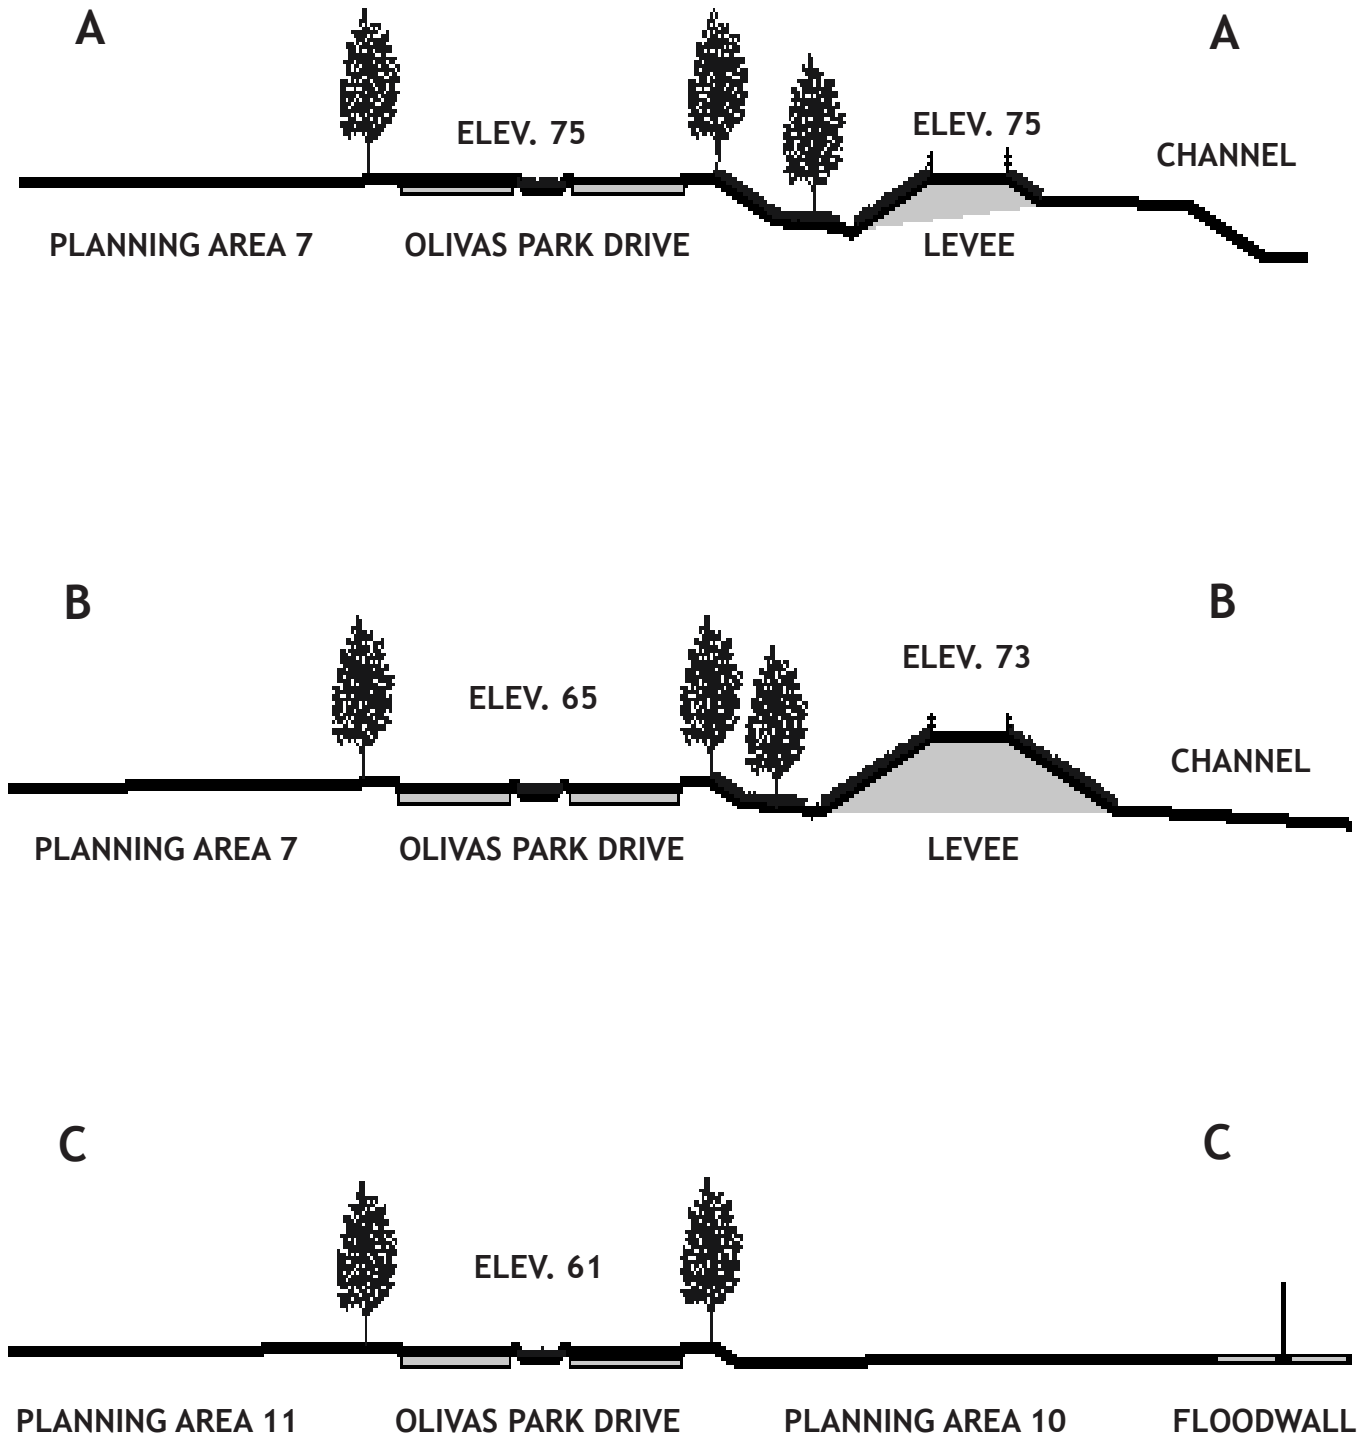 A A
ELEV. 75 ELEV. 75
CHANNEL
PLANNING AREA 7 OLIVAS PARK DRIVE LEVEE
B B
ELEV. 65 ELEV. 73
CHANNEL
PLANNING AREA 7 OLIVAS PARK DRIVE LEVEE
C C
ELEV. 61
PLANNING AREA 11 OLIVAS PARK DRIVE PLANNING AREA 10 FLOODWALL